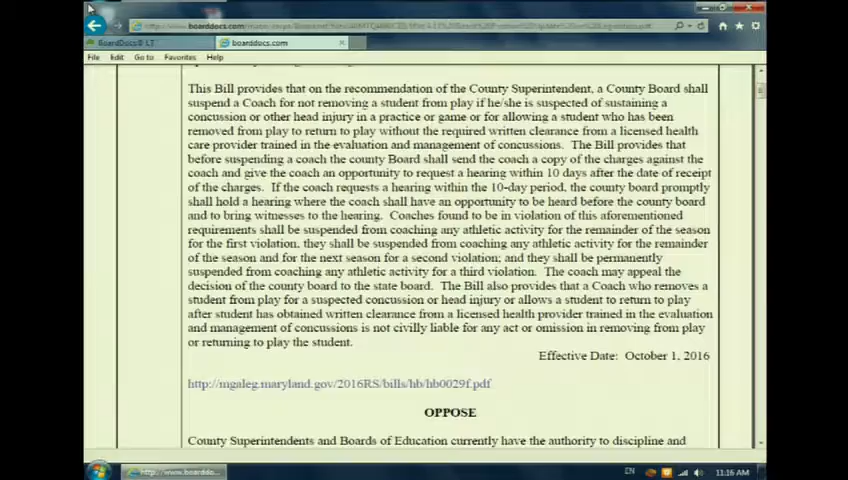 www.boarddocs.com
BoardDocs® LT
boarddocs.com
File Edit Go to Favorites Help
This Bill provides that on the recommendation of the County Superintendent, a County Board shall
suspend a Coach for not removing a student from play if he/she is suspected of sustaining a
concussion or other head injury in a practice or game or for allowing a student who has been
removed from play to return to play without the required written clearance from a licensed health
care provider trained in the evaluation and management of concussions. The Bill provides that
before suspending a coach the county Board shall send the coach a copy of the charges against the
coach and give the coach an opportunity to request a hearing within 10 days after the date of receipt
of the charges. If the coach requests a hearing within the 10-day period, the county board promptly
shall hold a hearing where the coach shall have an opportunity to be heard before the county board
and to bring witnesses to the hearing. Coaches found to be in violation of this aforementioned
requirements shall be suspended from coaching any athletic activity for the remainder of the season
for the first violation, they shall be suspended from coaching any athletic activity for the remainder
of the season and for the next season for a second violation; and they shall be permanently
suspended from coaching any athletic activity for a third violation. The coach may appeal the
decision of the county board to the state board. The Bill also provides that a Coach who removes a
student from play for a suspected concussion or head injury or allows a student to return to play
after student has obtained written clearance from a licensed health provider trained in the evaluation
and management of concussions is not civilly liable for any act or omission in removing from play
or returning to play the student.
Effective Date: October 1, 2016
http://mgaleg.maryland.gov/2016RS/bills/hb/hb0029f.pdf
OPPOSE
County Superintendents and Boards of Education currently have the authority to discipline and
http://www.boarddo...
EN
11:16 AM